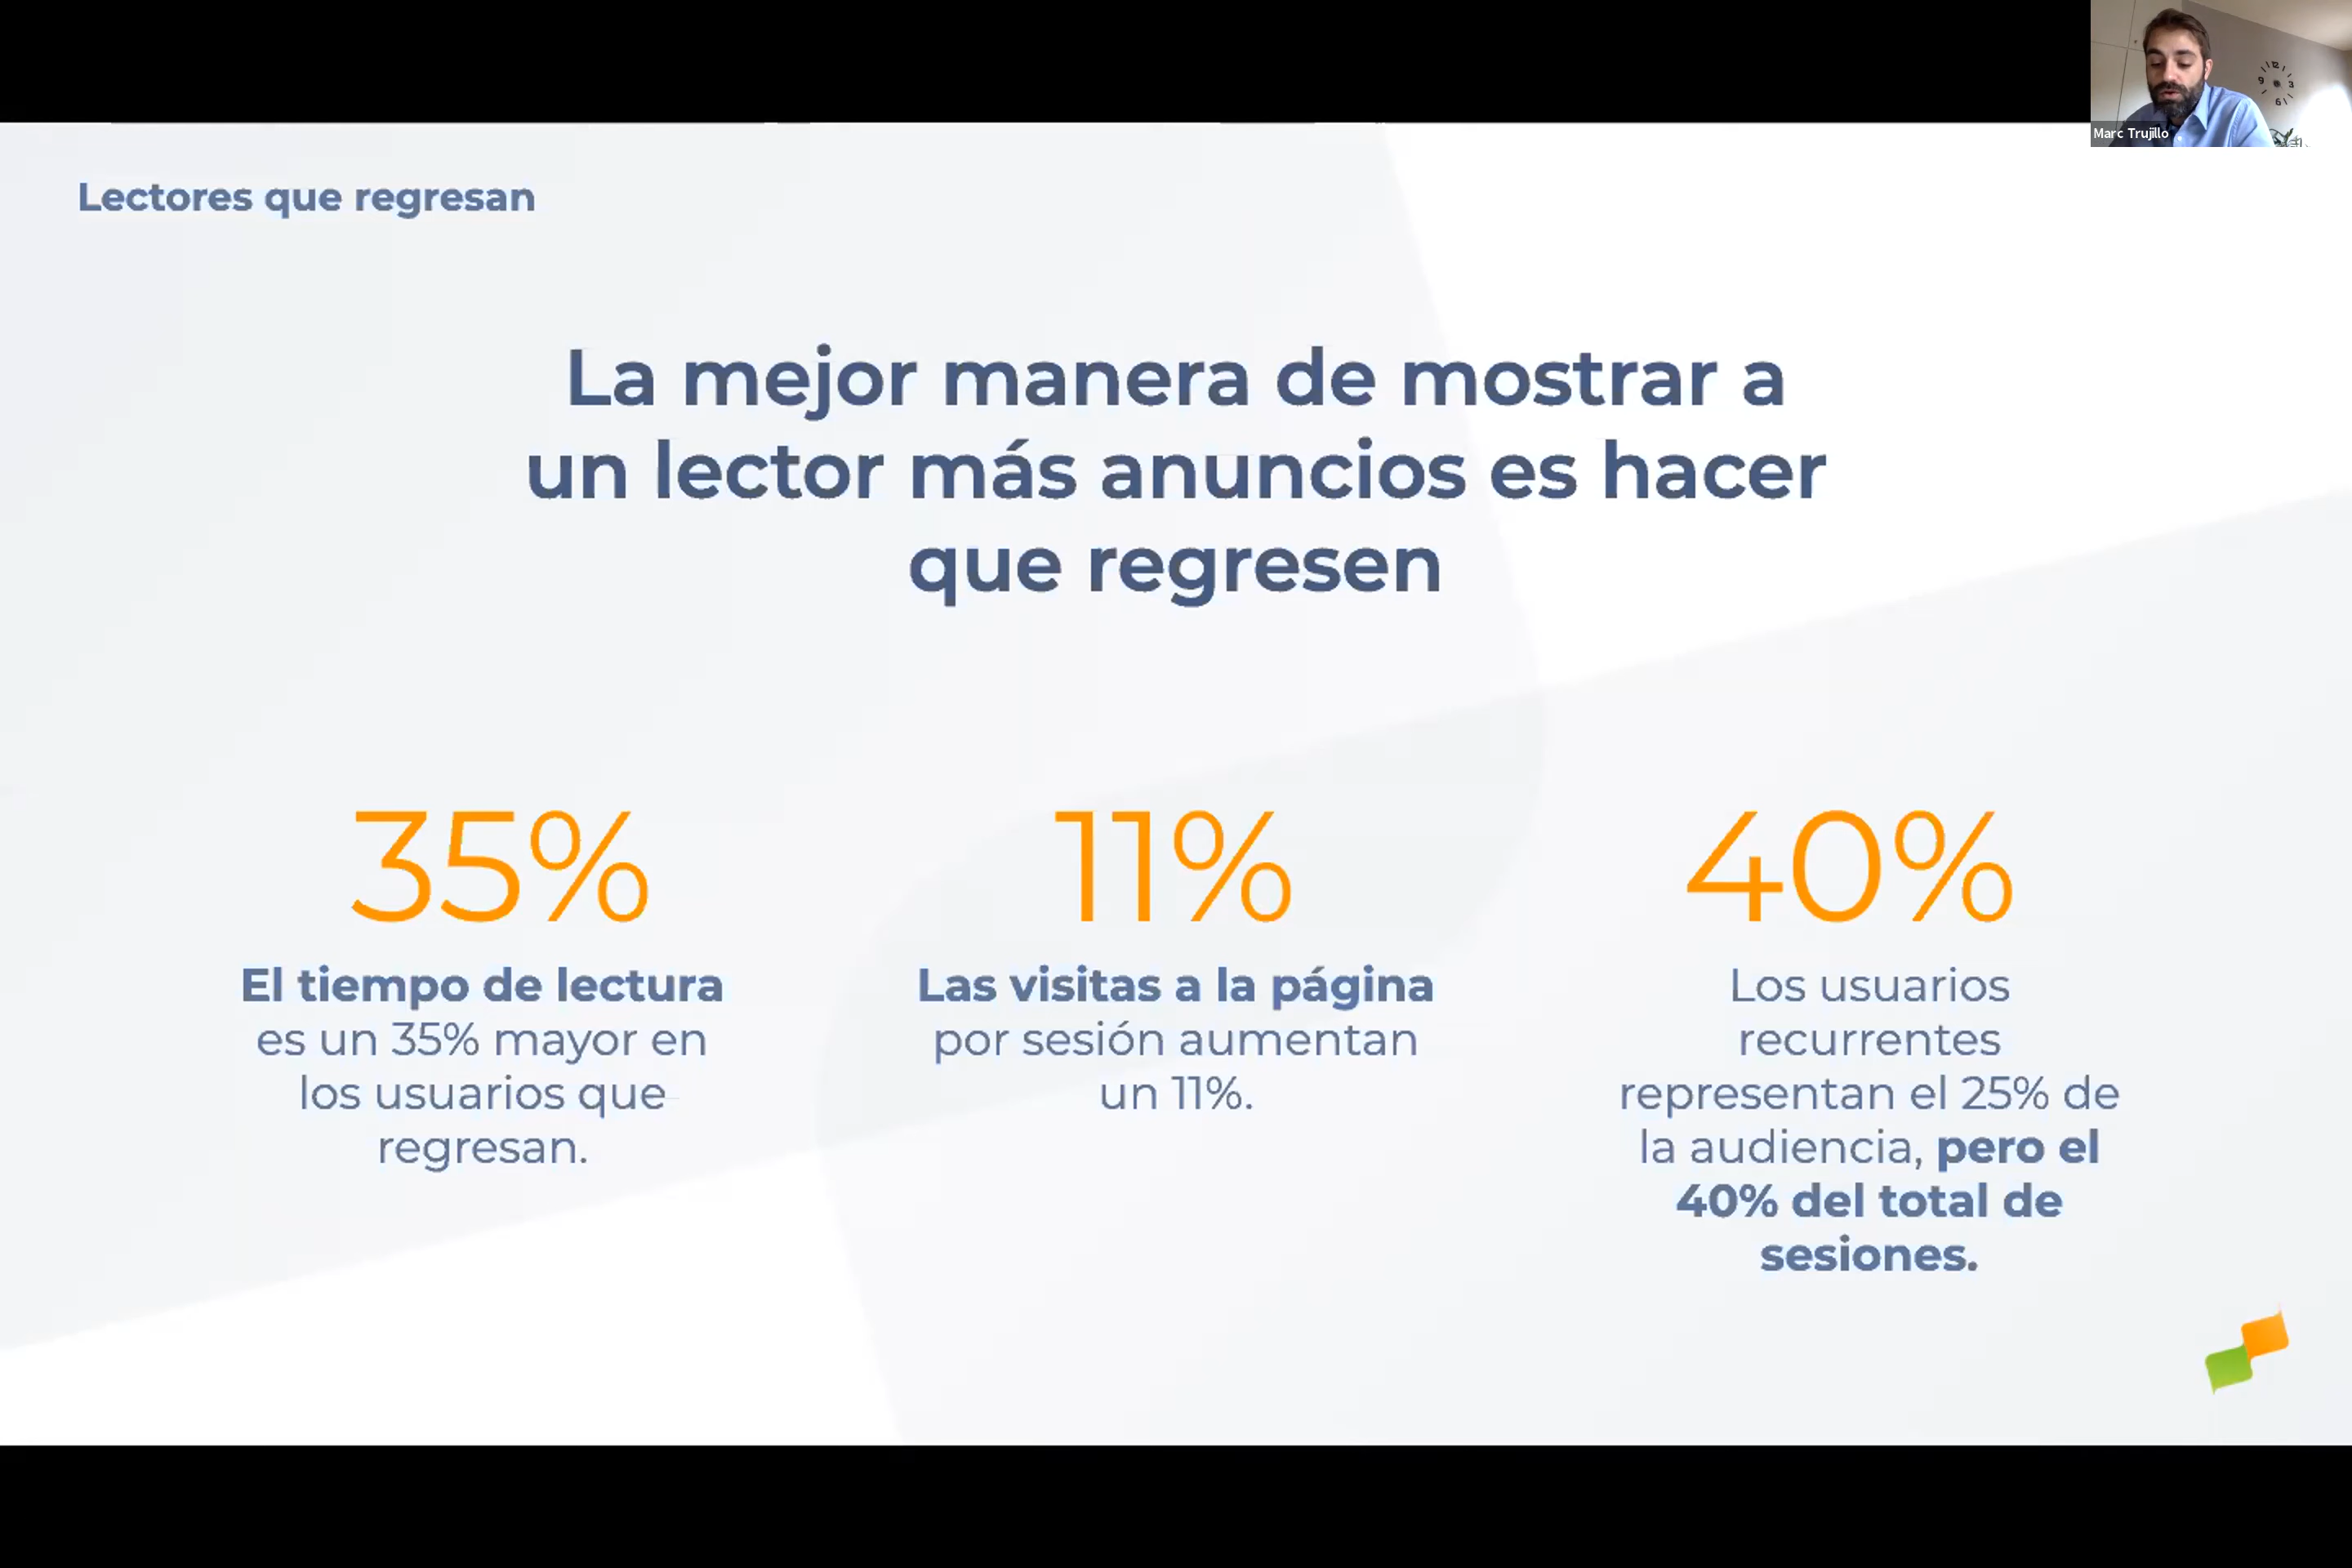 Marc Trujillo
Lectores que regresan
La mejor manera de mostrar a
un lector más anuncios es hacer
que regresen
35%
El tiempo de lectura
es un 35% mayor en
los usuarios que
regresan.
11%
Las visitas a la página
por sesión aumentan
un 11%.
40%
Los usuarios
recurrentes
representan el 25% de
la audiencia, pero el
40% del total de
sesiones.